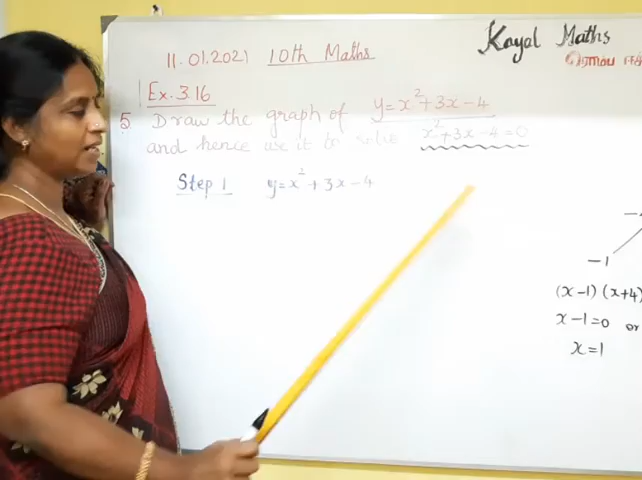 11.01.2021 10th Maths
Kayal Maths
Ex. 3.16
5. Draw the graph of y=x²+3x-4
and hence use it to solve x²+3x-4=0
Step 1 y=x²+3x-4
-1
(x-1) (x+4)
x-1=0 or
x=1